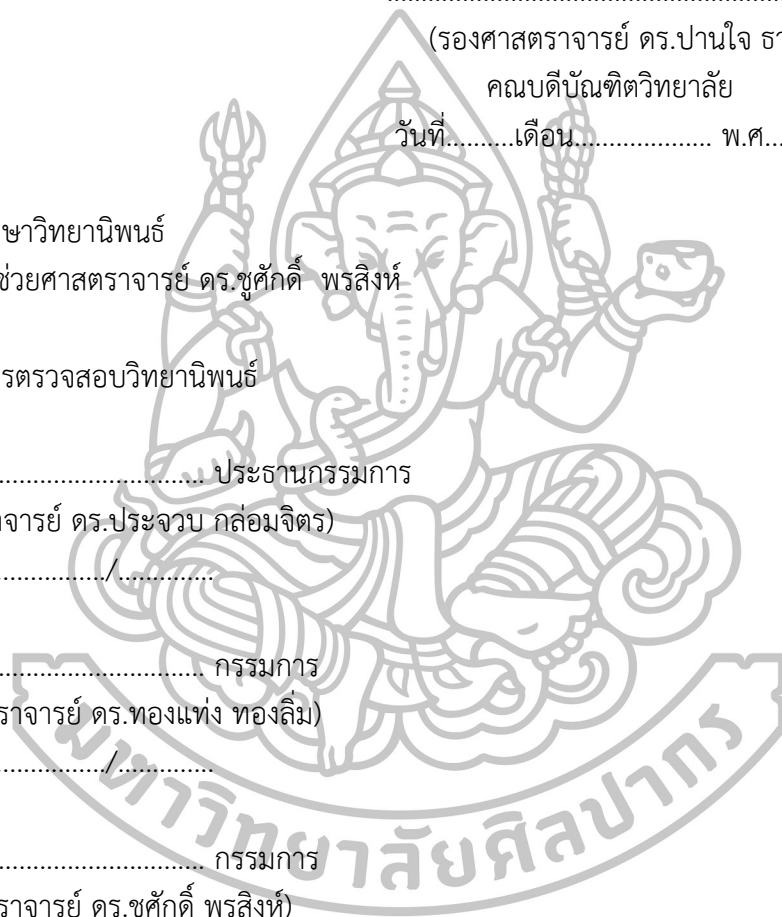 (รองศาสตราจารย์ ดร.ปานใจ
คณบดีบัณฑิตวิทยาลัย
วันที่..........เดือน.................... พ.ศ....
ษาวิทยานิพนธ์
ช่วยศาสตราจารย์ ดร.ชูศักดิ์ พรสิงห์
รตรวจสอบวิทยานิพนธ์
.............................. ประธานกรรมการ
าจารย์ ดร.ประจวบ กล่อมจิตร)
................/..............
.............................. กรรมการ
ราจารย์ ดร.ทองแท่ง ทองลิ่ม)
................/..............
.............................. กรรมการ
ราจารย์ ดร.ชูศักดิ์ พรสิงห์)
มหาวิทยาลัยศิลปากร